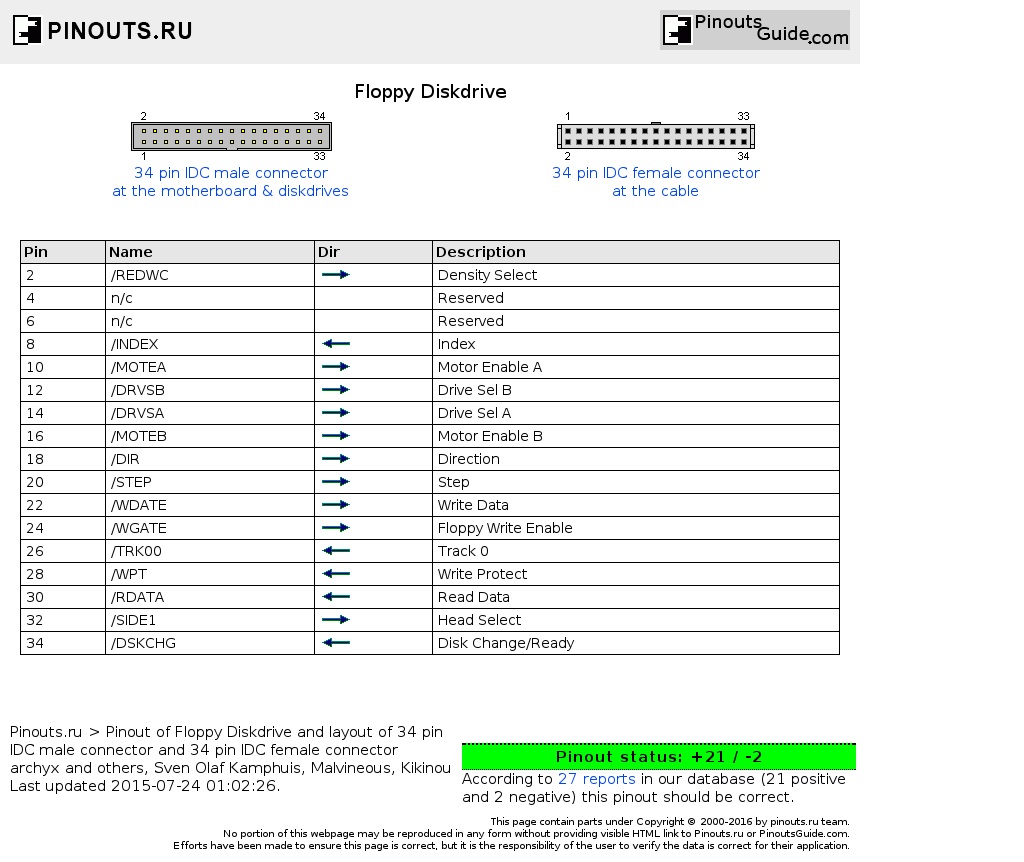 PINOUTS.RU
Pinouts
Guide.com
Floppy Diskdrive
2 34
1 33
34 pin IDC male connector
at the motherboard & diskdrives
1 33
2 34
34 pin IDC female connector
at the cable
Pin Name Dir Description
2 /REDWC Density Select
4 n/c Reserved
6 n/c Reserved
8 /INDEX Index
10 /MOTEA Motor Enable A
12 /DRVSB Drive Sel B
14 /DRVSA Drive Sel A
16 /MOTEB Motor Enable B
18 /DIR Direction
20 /STEP Step
22 /WDATE Write Data
24 /WGATE Floppy Write Enable
26 /TRK00 Track 0
28 /WPT Write Protect
30 /RDATA Read Data
32 /SIDE1 Head Select
34 /DSKCHG Disk Change/Ready
Pinouts.ru > Pinout of Floppy Diskdrive and layout of 34 pin
IDC male connector and 34 pin IDC female connector
archyx and others, Sven Olaf Kamphuis, Malvineous, Kikinou
Last updated 2015-07-24 01:02:26.
Pinout status: +21 / -2
According to 27 reports in our database (21 positive
and 2 negative) this pinout should be correct.
This page contain parts under Copyright © 2000-2016 by pinouts.ru team.
No portion of this webpage may be reproduced in any form without providing visible HTML link to Pinouts.ru or PinoutsGuide.com.
Efforts have been made to ensure this page is correct, but it is the responsibility of the user to verify the data is correct for their application.